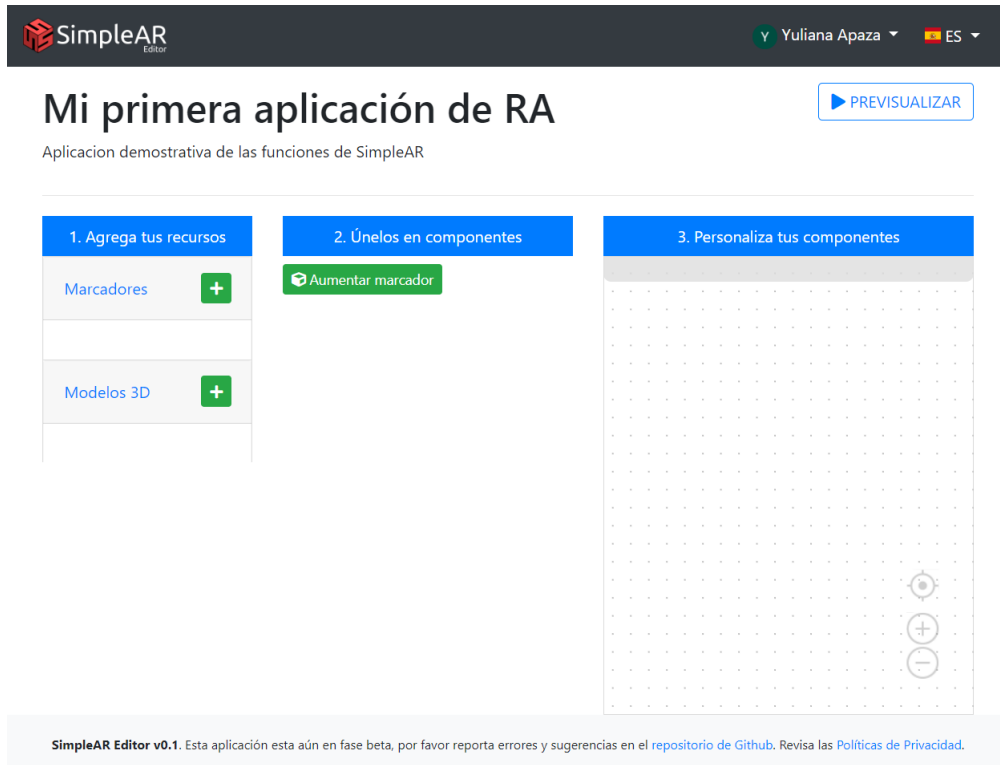 SimpleAR
Editor
Y Yuliana Apaza
ES
Mi primera aplicación de RA
PREVISUALIZAR
Aplicacion demostrativa de las funciones de SimpleAR
1. Agrega tus recursos
2. Únelos en componentes
3. Personaliza tus componentes
Marcadores
Aumentar marcador
Modelos 3D
SimpleAR Editor v0.1. Esta aplicación esta aún en fase beta, por favor reporta errores y sugerencias en el repositorio de Github. Revisa las Políticas de Privacidad.